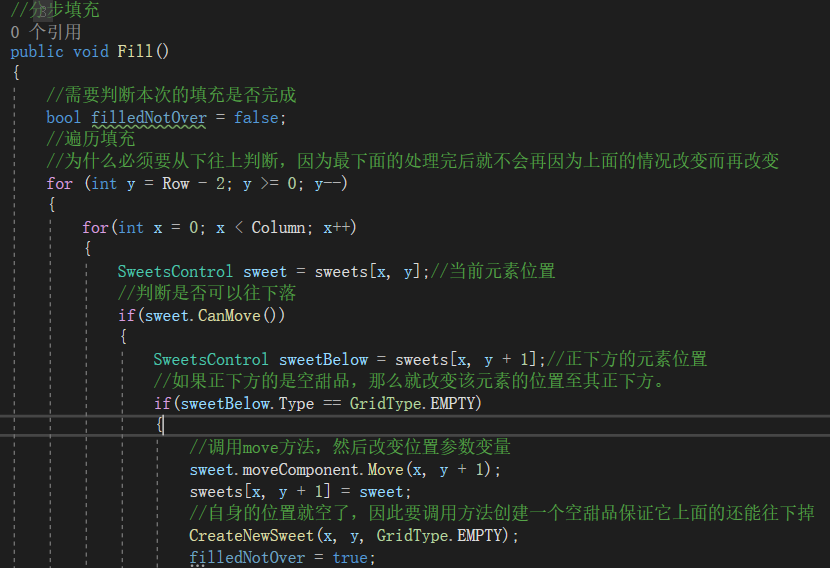 //分步填充
0 个引用
public void Fill()
{
//需要判断本次的填充是否完成
bool filledNotOver = false;
//遍历填充
//为什么必须要从下往上判断，因为最下面的处理完后就不会再因为上面的情况改变而再改变
for (int y = Row - 2; y >= 0; y--)
{
for(int x = 0; x < Column; x++)
{
SweetsControl sweet = sweets[x, y];//当前元素位置
//判断是否可以往下落
if(sweet.CanMove())
{
SweetsControl sweetBelow = sweets[x, y + 1];//正下方的元素位置
//如果正下方的是空甜品，那么就改变该元素的位置至其正下方。
if(sweetBelow.Type == GridType.EMPTY)
{
//调用move方法，然后改变位置参数变量
sweet.moveComponent.Move(x, y + 1);
sweets[x, y + 1] = sweet;
//自身的位置就空了，因此要调用方法创建一个空甜品保证它上面的还能往下掉
CreateNewSweet(x, y, GridType.EMPTY);
filledNotOver = true;